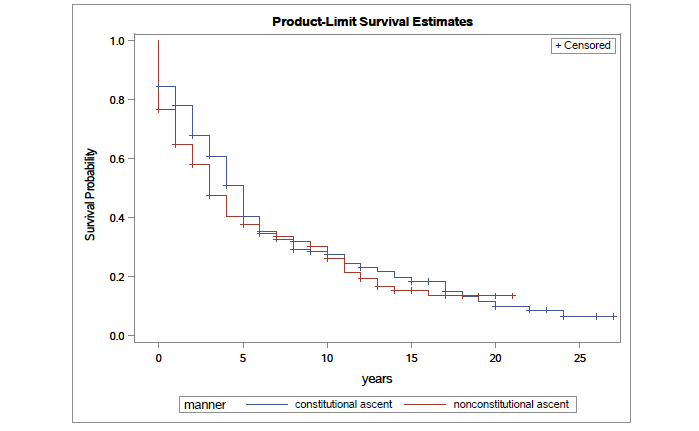 Product-Limit Survival Estimates
+ Censored
Survival Probability
1.0
0.8
0.6
0.4
0.2
0.0
0 5 10 15 20 25
years
manner constitutional ascent nonconstitutional ascent